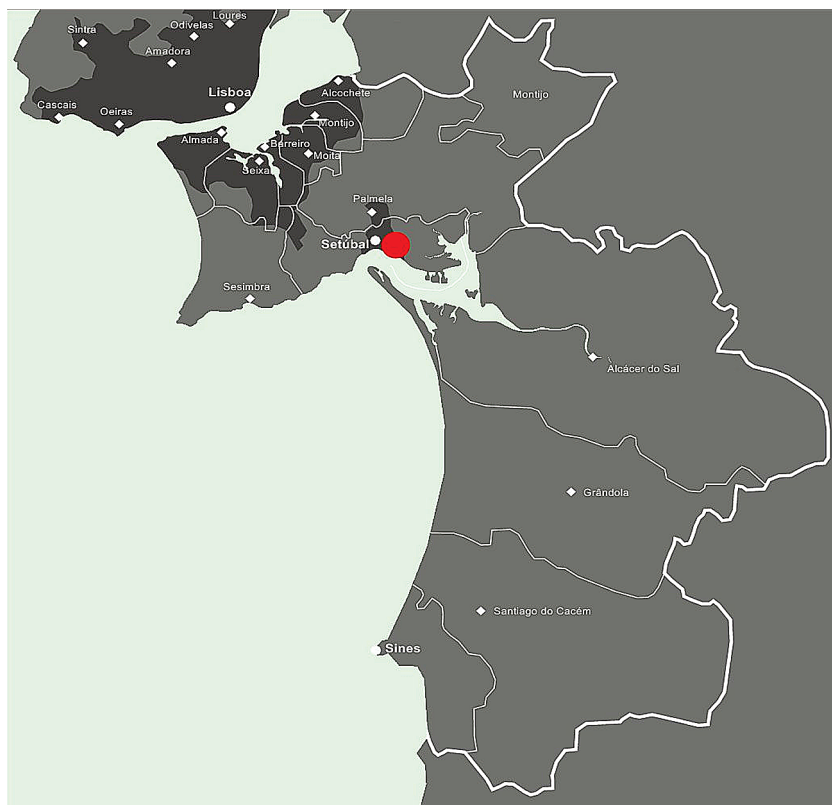 Loures
Sintra
Odivelas
Amadora
Lisboa
Alcochete
Montijo
Cascais
Oeiras
Montijo
Almada
Barreiro
Moita
Seixa
Palmela
Setúbal
Sesimbra
Alcácer do Sal
Grândola
Santiago do Cacém
Sines